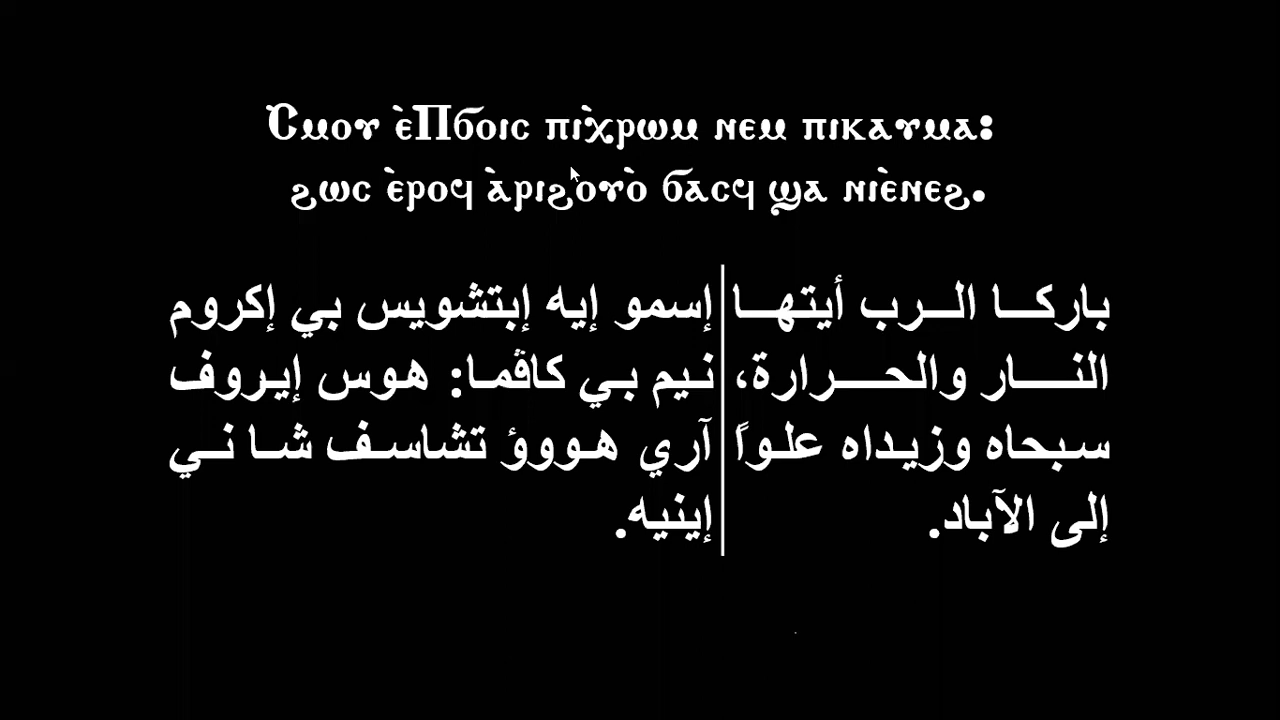 Ⲥⲙⲟⲩ ⲉ̀Ⲡϭⲟⲓⲥ ⲡⲓⲭ̀ⲣⲱⲙ ⲛⲉⲙ ⲡⲓⲕⲁⲩⲙⲁ:
ϩⲱⲥ ⲉ̀ⲣⲟϥ ⲁ̀ⲣⲓϩⲟⲩⲟ̀ ϭⲁⲥϥ ϣⲁ ⲛⲓⲉ̀ⲛⲉϩ.
باركا الرب أيتها
النار والحرارة،
سبحاه وزيداه علواً
إلى الآباد.
إسمو إيه إبتشويس بي إكروم
نيم بي كاڤما: هوس إيروف
آري هووؤ تشاسف شا ني
إينيه.